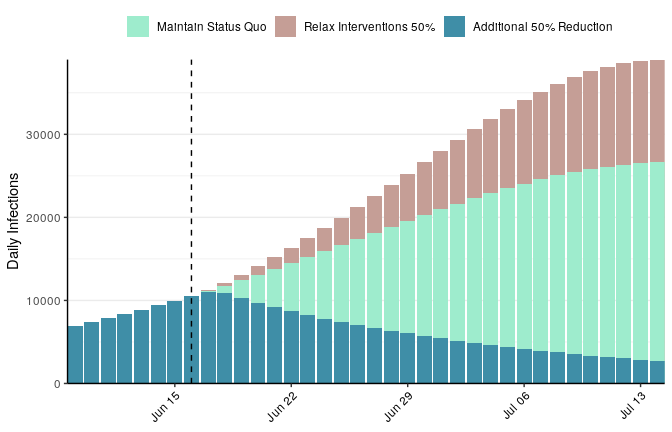 Maintain Status Quo Relax Interventions 50% Additional 50% Reduction
Daily Infections
30000
20000
10000
0
Jun 15 Jun 22 Jun 29 Jul 06 Jul 13